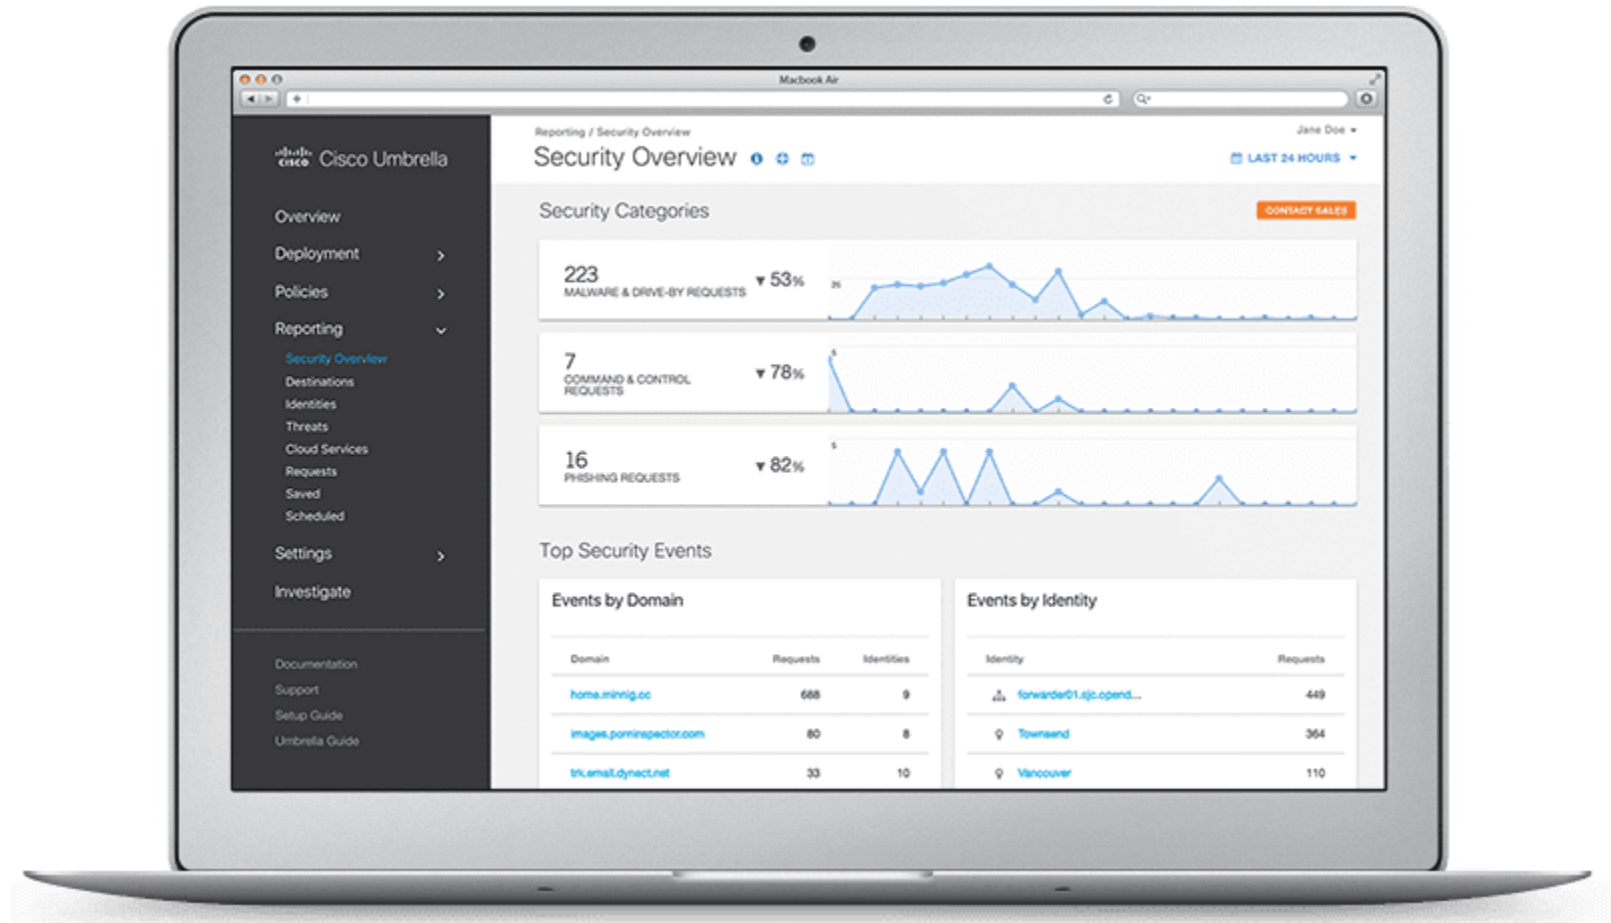 Macbook Air
Reporting / Security Overview
Jane Doe
cisco Cisco Umbrella
Security Overview
LAST 24 HOURS
Overview
Deployment
Policies
Reporting
Security Overview
Destinations
Identities
Threats
Cloud Services
Requests
Saved
Scheduled
Settings
Investigate
Documentation
Support
Setup Guide
Umbrella Guide
Security Categories
CONTACT SALES
223
MALWARE & DRIVE-BY REQUESTS
53%
25
7
COMMAND & CONTROL
REQUESTS
78%
5
16
PHISHING REQUESTS
82%
5
Top Security Events
Events by Domain
Domain Requests Identities
home.minnig.cc 688 9
images.porninspector.com 80 8
trk.email.dynect.net 33 10
Events by Identity
Identity Requests
forwarder01.sjc.opend... 449
Townsend 364
Vancouver 110